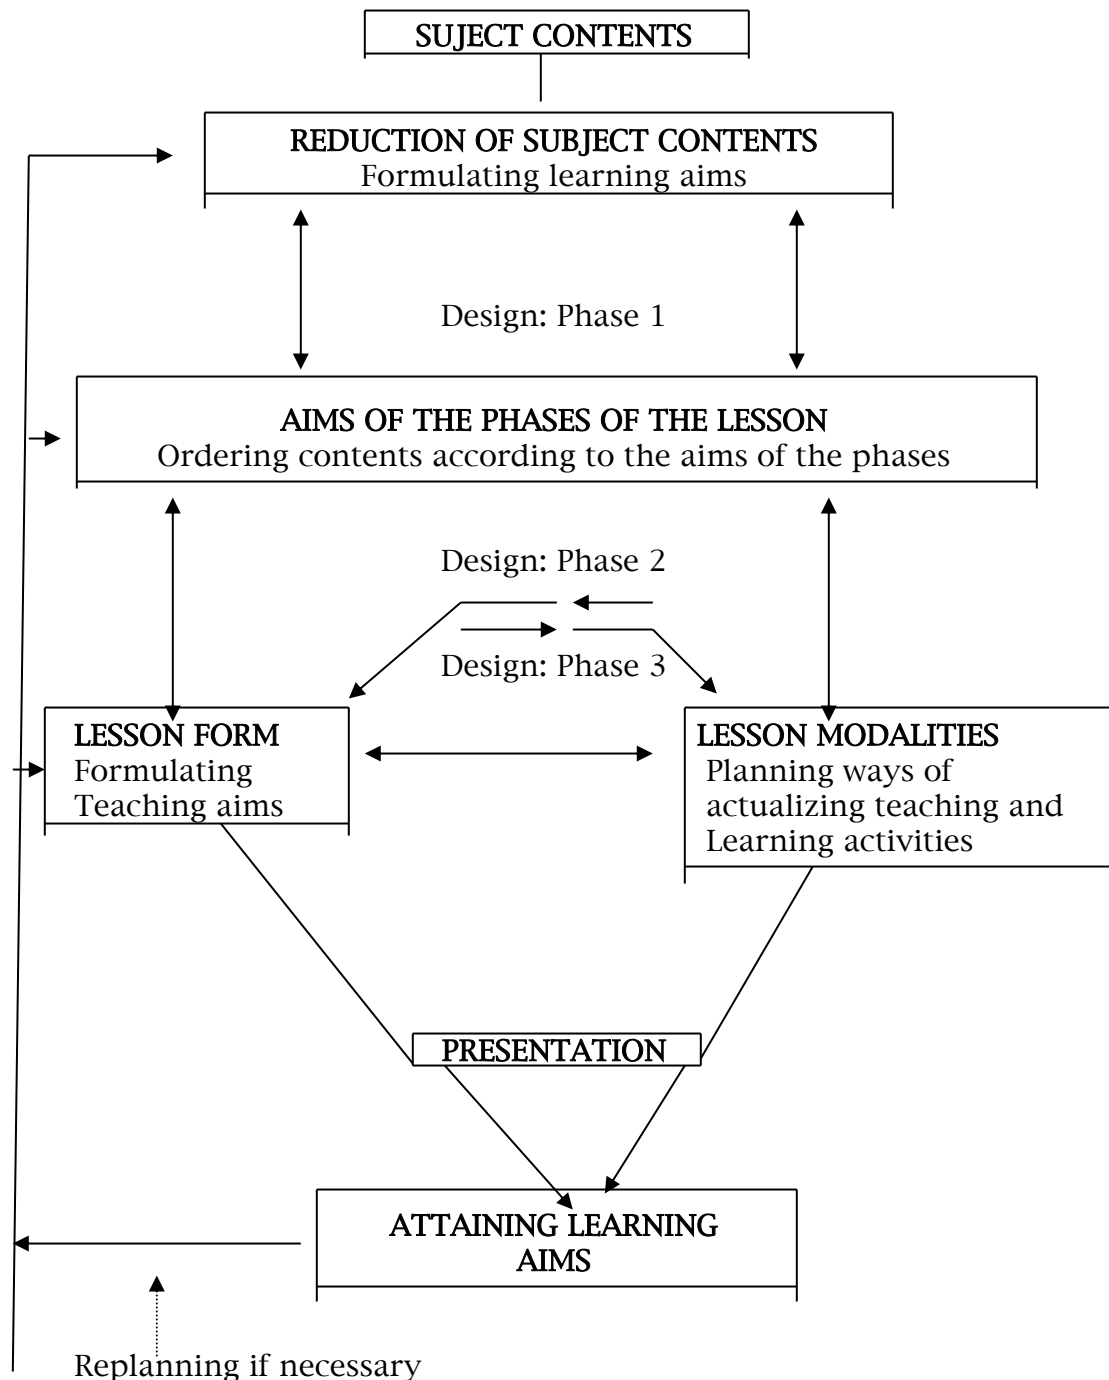 SUJECT CONTENTS
REDUCTION OF SUBJECT CONTENTS
Formulating learning aims
Design: Phase 1
AIMS OF THE PHASES OF THE LESSON
Ordering contents according to the aims of the phases
Design: Phase 2
Design: Phase 3
LESSON FORM
Formulating
Teaching aims
LESSON MODALITIES
Planning ways of
actualizing teaching and
Learning activities
PRESENTATION
ATTAINING LEARNING
AIMS
Replanning if necessary